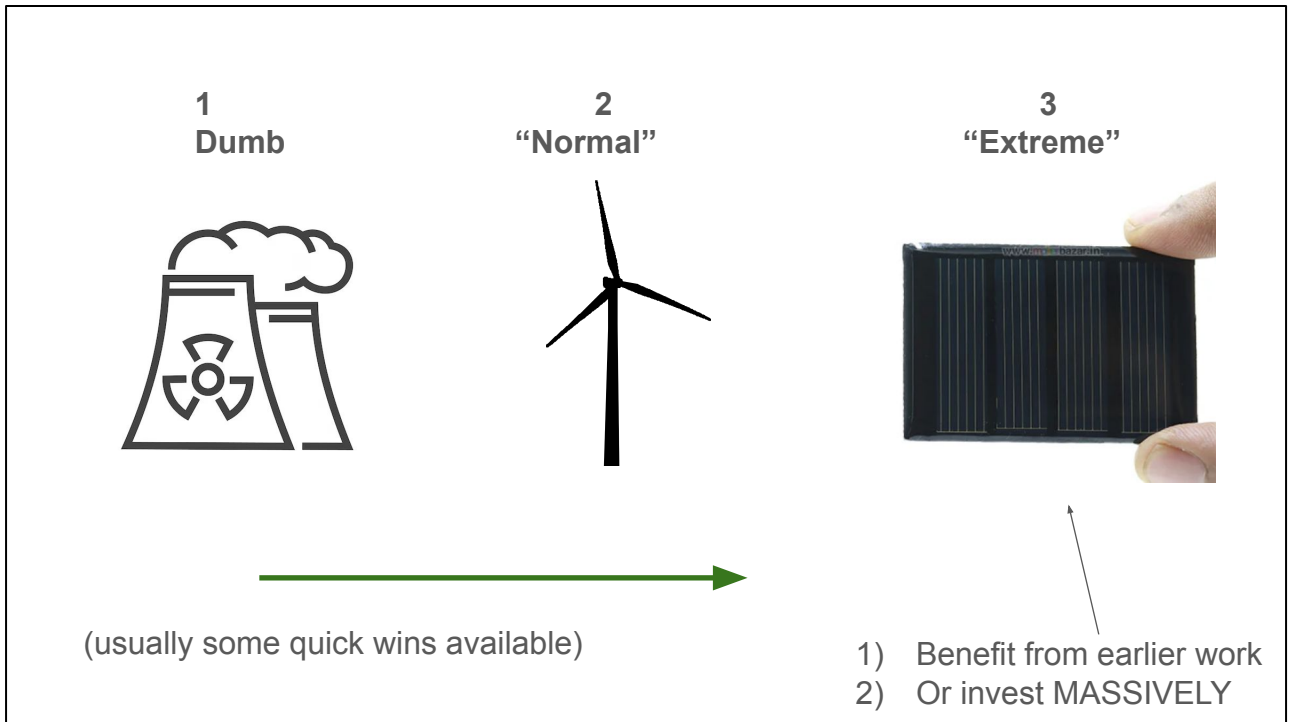 1
Dumb
2
“Normal”
3
“Extreme”
(usually some quick wins available)
1) Benefit from earlier work
2) Or invest MASSIVELY